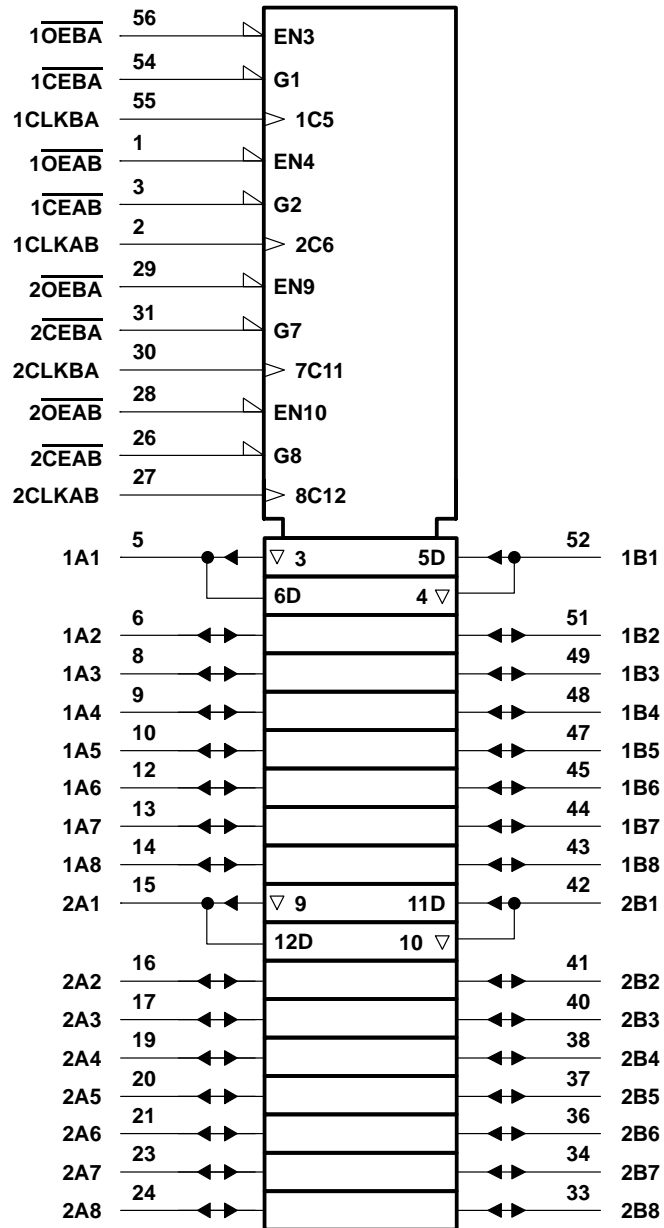 1OEBA 56 EN3
1CEBA 54 G1
1CLKBA 55 1C5
1OEAB 1 EN4
1CEAB 3 G2
1CLKAB 2 2C6
2OEBA 29 EN9
2CEBA 31 G7
2CLKBA 30 7C11
2OEAB 28 EN10
2CEAB 26 G8
2CLKAB 27 8C12
1A1 5 ▽ 3 5D 52 1B1
6D 4 ▽
1A2 6 51 1B2
1A3 8 49 1B3
1A4 9 48 1B4
1A5 10 47 1B5
1A6 12 45 1B6
1A7 13 44 1B7
1A8 14 43 1B8
2A1 15 ▽ 9 11D 42 2B1
12D 10 ▽
2A2 16 41 2B2
2A3 17 40 2B3
2A4 19 38 2B4
2A5 20 37 2B5
2A6 21 36 2B6
2A7 23 34 2B7
2A8 24 33 2B8